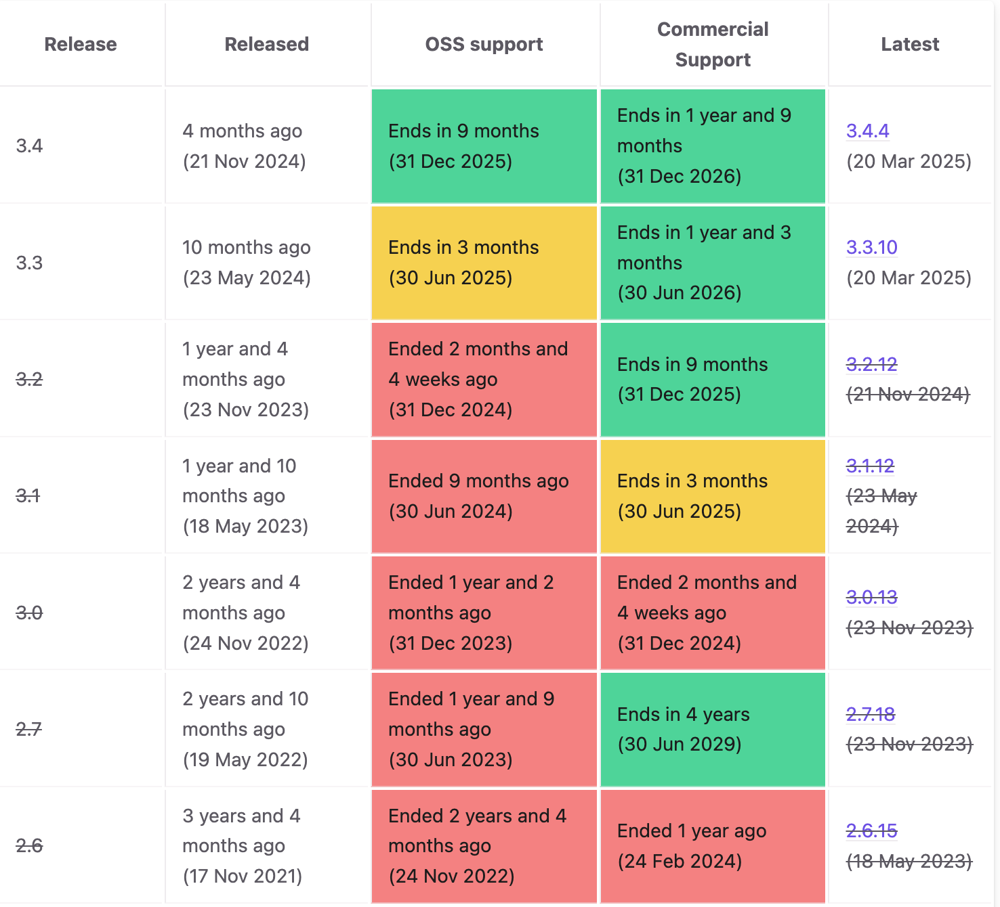 Release
Released
OSS support
Commercial
Support
Latest
3.4
4 months ago
(21 Nov 2024)
Ends in 9 months
(31 Dec 2025)
Ends in 1 year and 9
months
(31 Dec 2026)
3.4.4
(20 Mar 2025)
3.3
10 months ago
(23 May 2024)
Ends in 3 months
(30 Jun 2025)
Ends in 1 year and 3
months
(30 Jun 2026)
3.3.10
(20 Mar 2025)
3.2
1 year and 4
months ago
(23 Nov 2023)
Ended 2 months and
4 weeks ago
(31 Dec 2024)
Ends in 9 months
(31 Dec 2025)
3.2.12
(21 Nov 2024)
3.1
1 year and 10
months ago
(18 May 2023)
Ended 9 months ago
(30 Jun 2024)
Ends in 3 months
(30 Jun 2025)
3.1.12
(23 May
2024)
3.0
2 years and 4
months ago
(24 Nov 2022)
Ended 1 year and 2
months ago
(31 Dec 2023)
Ended 2 months and
4 weeks ago
(31 Dec 2024)
3.0.13
(23 Nov 2023)
2.7
2 years and 10
months ago
(19 May 2022)
Ended 1 year and 9
months ago
(30 Jun 2023)
Ends in 4 years
(30 Jun 2029)
2.7.18
(23 Nov 2023)
2.6
3 years and 4
months ago
(17 Nov 2021)
Ended 2 years and 4
months ago
(24 Nov 2022)
Ended 1 year ago
(24 Feb 2024)
2.6.15
(18 May 2023)